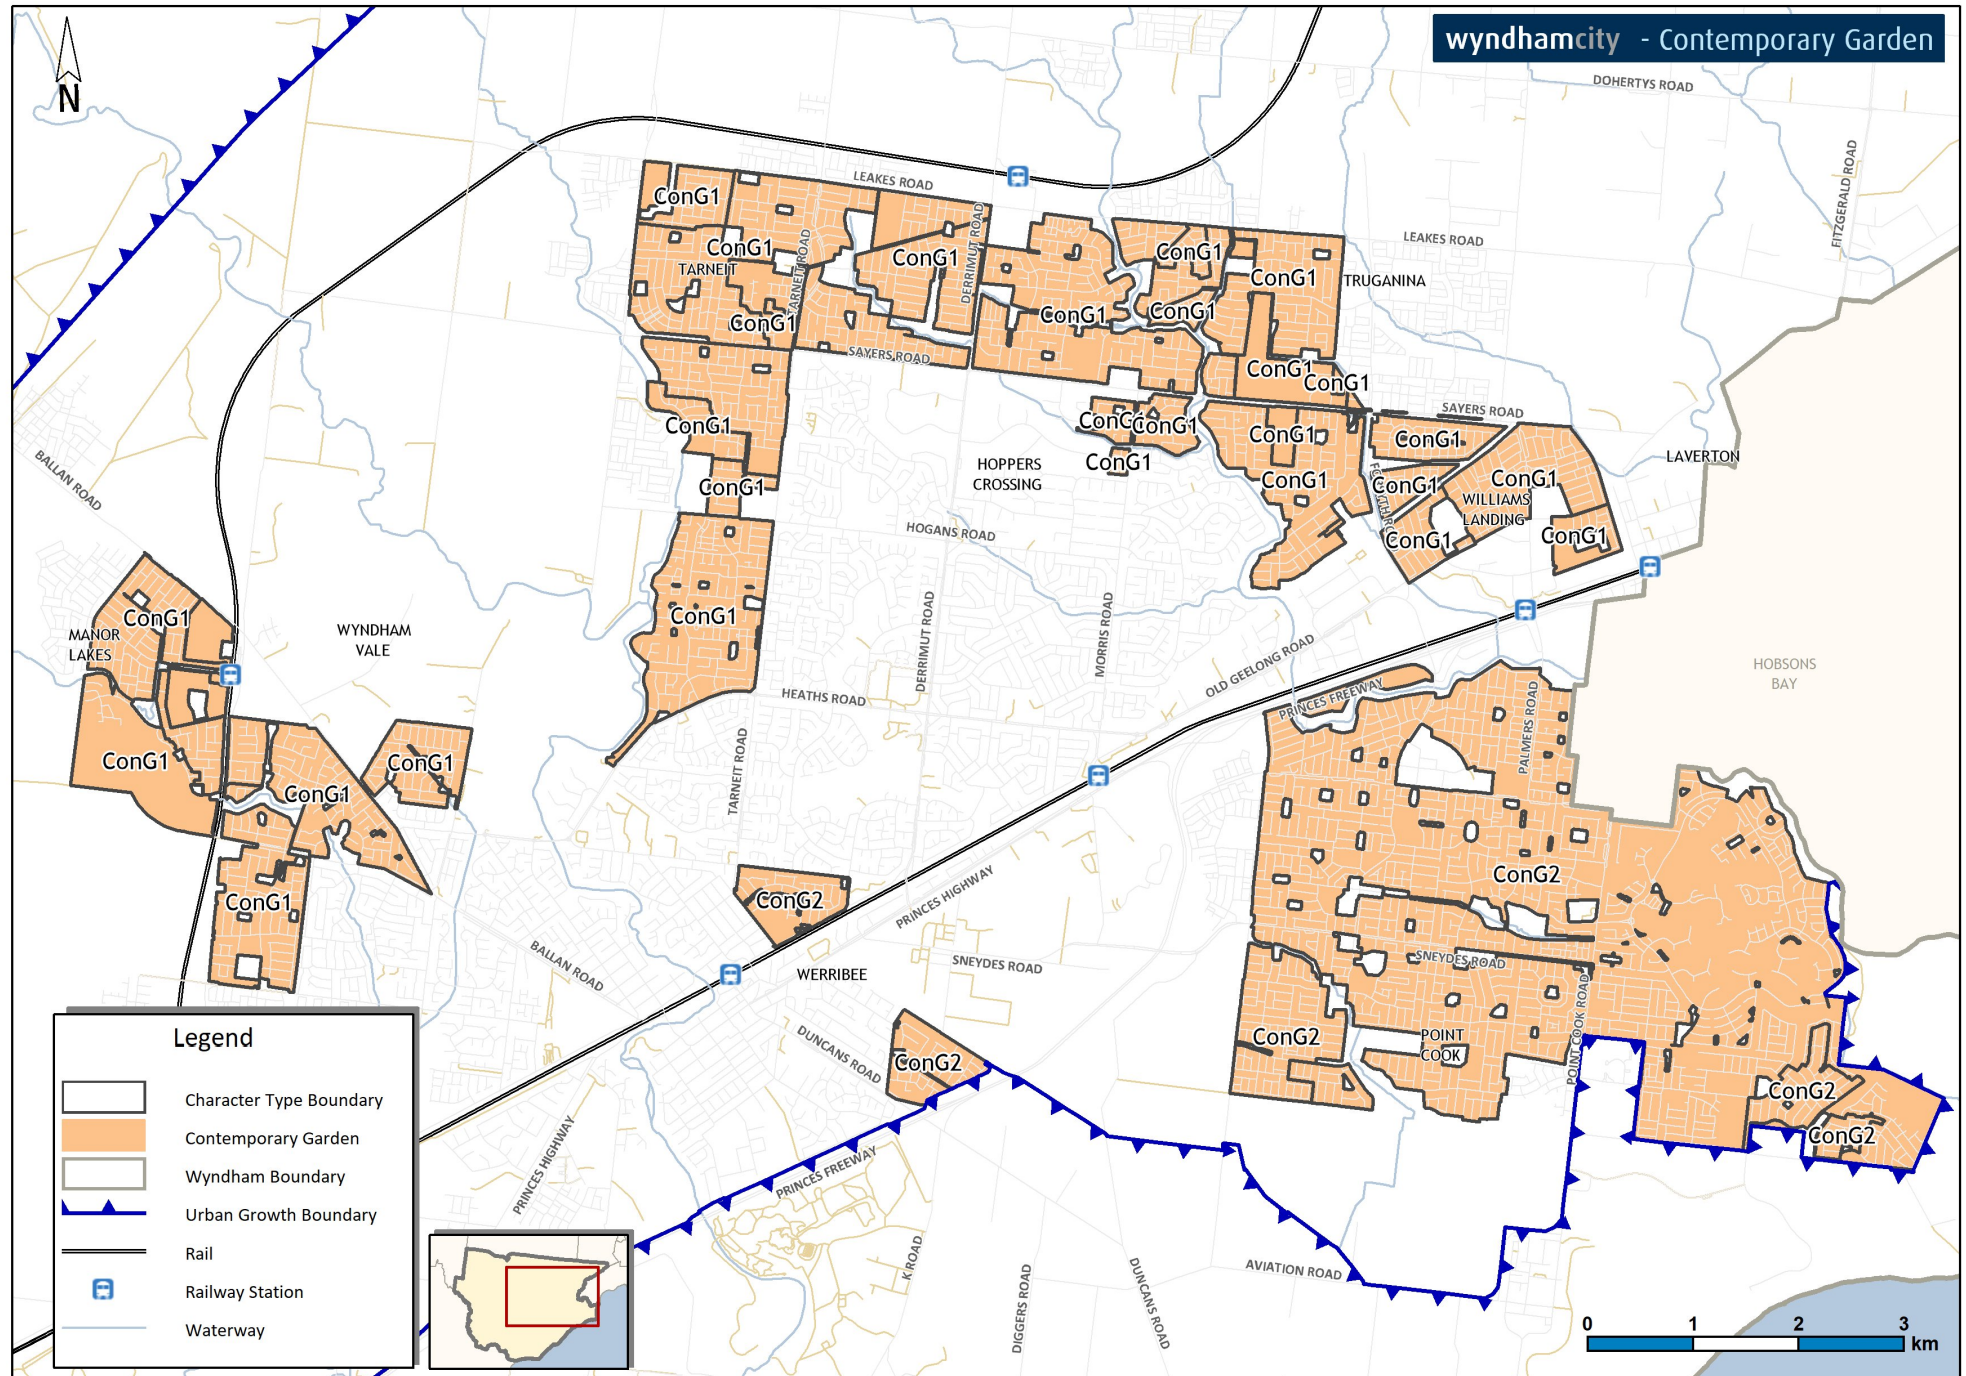 wyndhamcity - Contemporary Garden
N
DOHERTYS ROAD
FITZGERALD ROAD
LEAKES ROAD
LEAKES ROAD
ConG1
ConG1
TARNEIT
TARNEIT ROAD
ConG1
DERRIMUT ROAD
ConG1
ConG1
TRUGANINA
ConG1
ConG1
ConG1
SAYERS ROAD
ConG1
ConG1
SAYERS ROAD
ConG1
ConG1
ConG1
ConG1
ConG1
HOPPERS
CROSSING
ConG1
LAVERTON
BALLAN ROAD
ConG1
ConG1
ConG1
ConG1
WILLIAMS
LANDING
HOGANS ROAD
ConG1
ConG1
ConG1
ConG1
MANOR
LAKES
WYNDHAM
VALE
DERRIMUT ROAD
MORRIS ROAD
OLD GEELONG ROAD
HOBSONS
BAY
HEATHS ROAD
PRINCES FREEWAY
PALMERS ROAD
ConG1
ConG1
ConG1
TARNEIT ROAD
ConG1
ConG2
PRINCES HIGHWAY
ConG2
BALLAN ROAD
WERRIBEE
SNEYDES ROAD
SNEYDES ROAD
POINT COOK ROAD
DUNCANS ROAD
ConG2
ConG2
POINT
COOK
ConG2
ConG2
PRINCES HIGHWAY
PRINCES FREEWAY
K ROAD
DIGGERS ROAD
DUNCANS ROAD
AVIATION ROAD
Legend
Character Type Boundary
Contemporary Garden
Wyndham Boundary
Urban Growth Boundary
Rail
Railway Station
Waterway
0 1 2 3
km